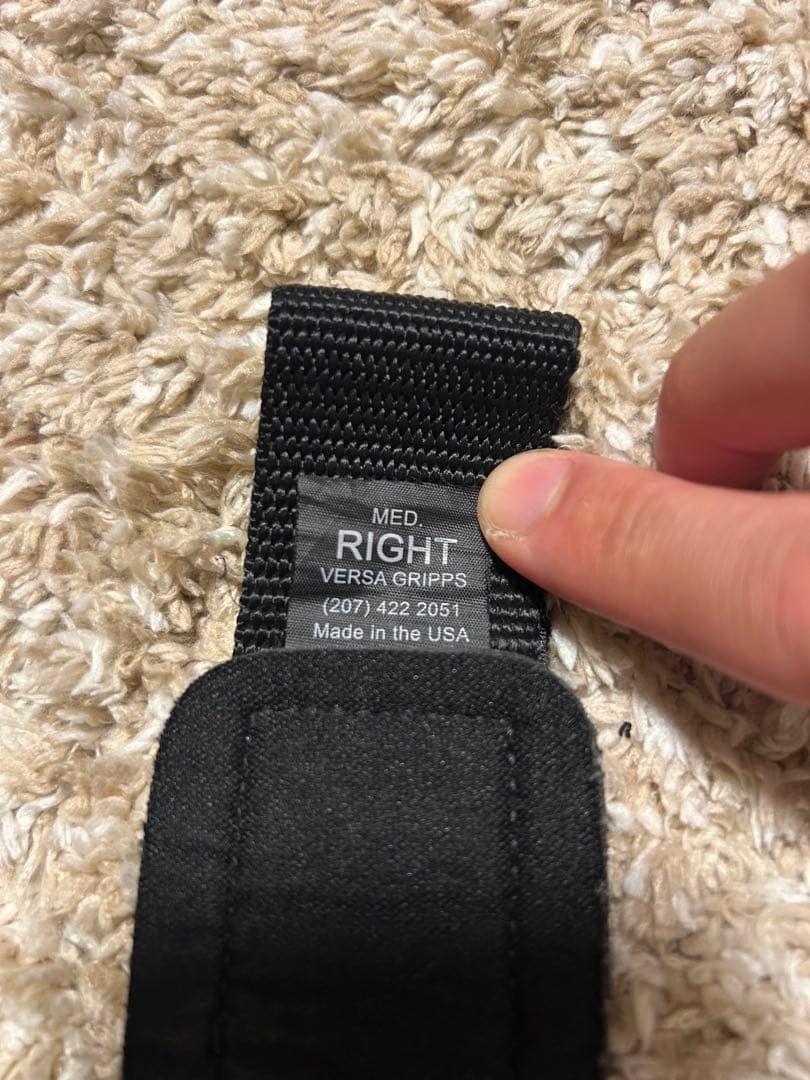 MED.
RIGHT
VERSA GRIPPS
(207) 422 2051
Made in the USA